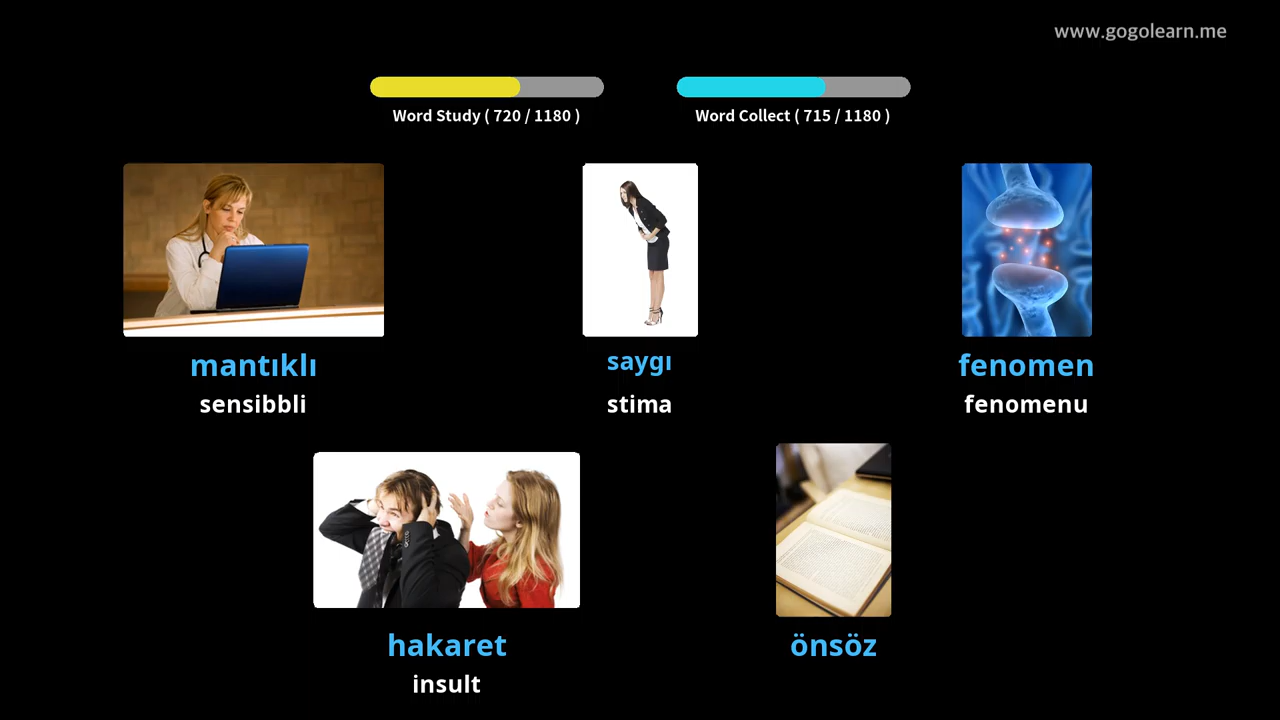 www.gogolearn.me
Word Study ( 720 / 1180 )
Word Collect ( 715 / 1180 )
mantıklı
sensibbli
saygı
stima
fenomen
fenomenu
hakaret
insult
önsöz